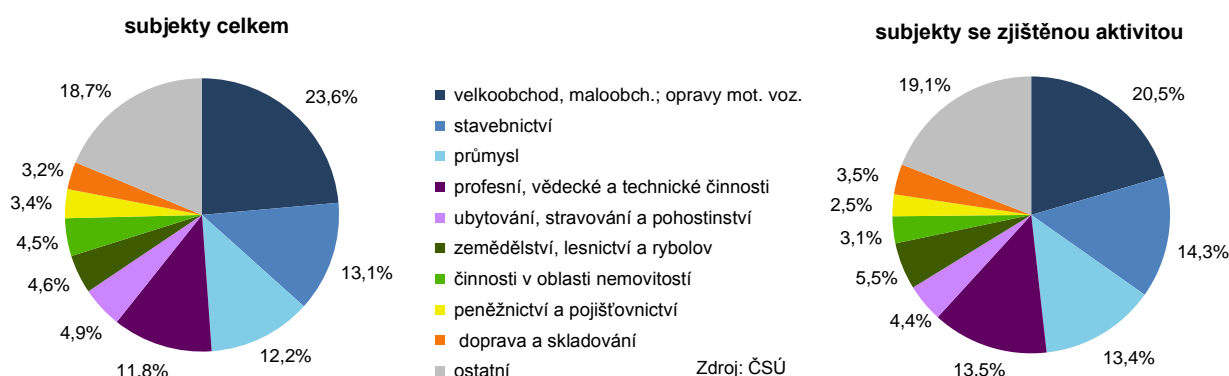 subjekty celkem
18,7%
23,6%
3,2%
3,4%
4,5%
4,6%
4,9%
11,8%
12,2%
13,1%
velkoobchod, maloobch.; opravy mot. voz.
stavebnictví
průmysl
profesní, vědecké a technické činnosti
ubytování, stravování a pohostinství
zemědělství, lesnictví a rybolov
činnosti v oblasti nemovitostí
peněžnictví a pojišťovnictví
doprava a skladování
ostatní
Zdroj: ČSÚ
subjekty se zjištěnou aktivitou
19,1%
20,5%
3,5%
2,5%
3,1%
5,5%
4,4%
13,5%
13,4%
14,3%